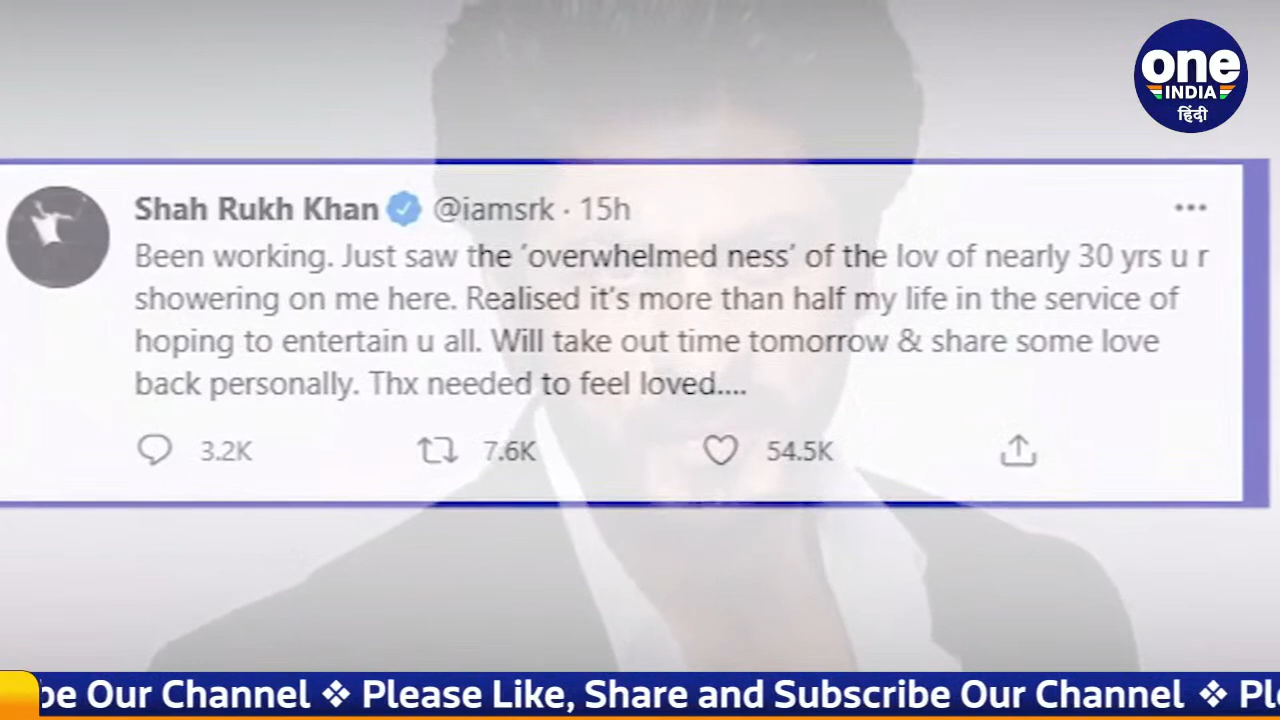 one
INDIA
हिंदी
Shah Rukh Khan @iamsrk · 15h
Been working. Just saw the ‘overwhelmed ness’ of the lov of nearly 30 yrs u r
showering on me here. Realised it’s more than half my life in the service of
hoping to entertain u all. Will take out time tomorrow & share some love
back personally. Thx needed to feel loved....
3.2K 7.6K 54.5K
be Our Channel ❖ Please Like, Share and Subscribe Our Channel ❖ Ple